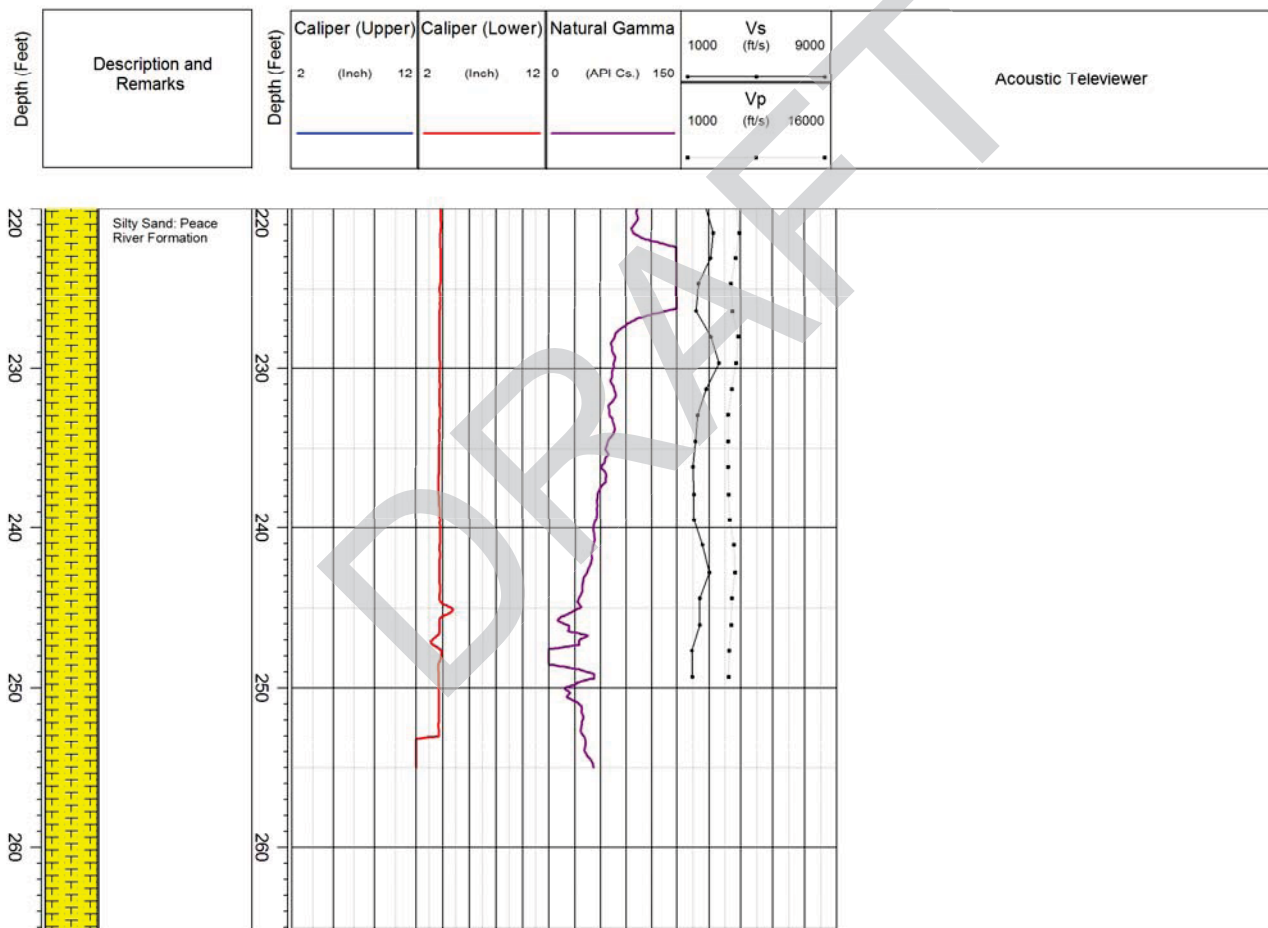 Depth (Feet)
Description and
Remarks
Depth (Feet)
Caliper (Upper)
2 (Inch) 12
Caliper (Lower)
2 (Inch) 12
Natural Gamma
0 (API Cs.) 150
Vs
1000 (ft/s) 9000
Vp
1000 (ft/s) 16000
Acoustic Televiewer
220
Silty Sand: Peace
River Formation
220
230
230
240
240
250
250
260
260
DRAFT